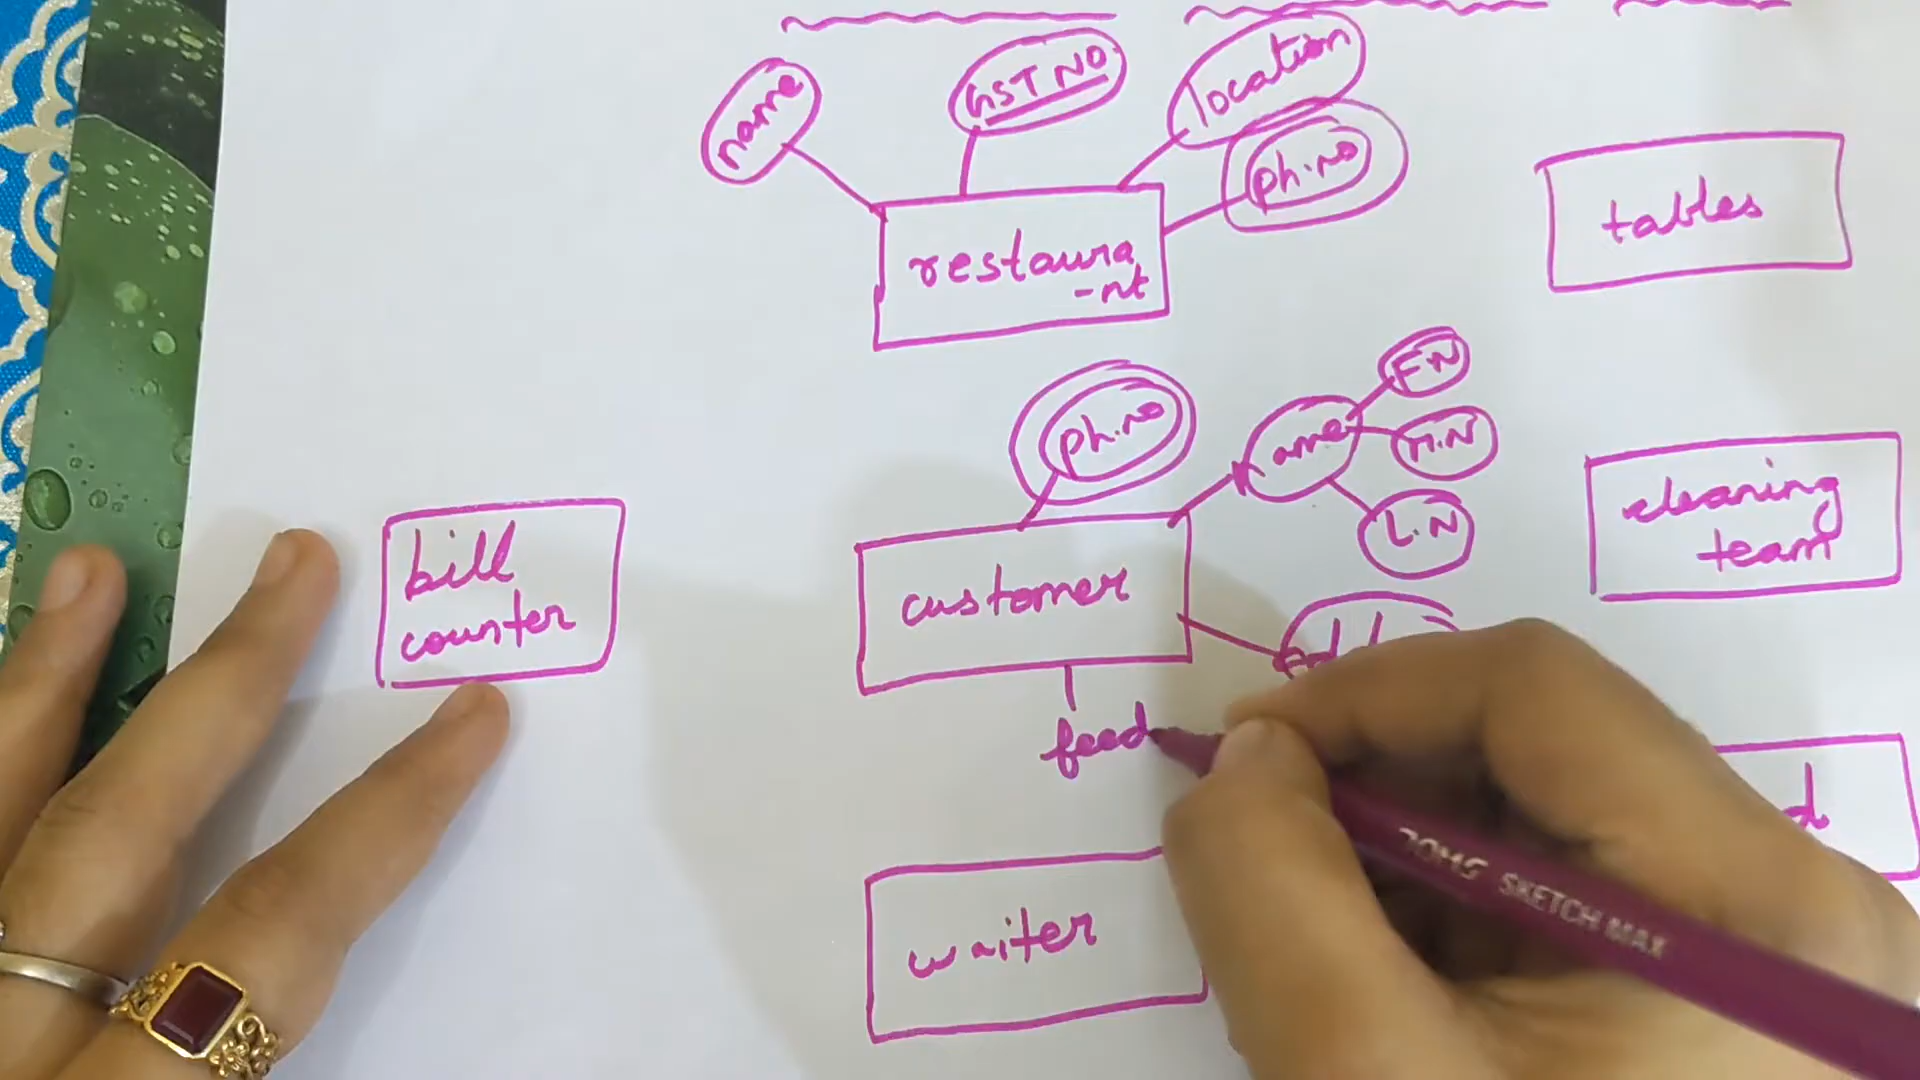 name
GST NO
location
ph.no
restaura
-nt
tables
ph.no
name
F.N
M.N
L.N
customer
cleaning
team
bill
counter
feed
waiter
DOMS SKETCH MAX